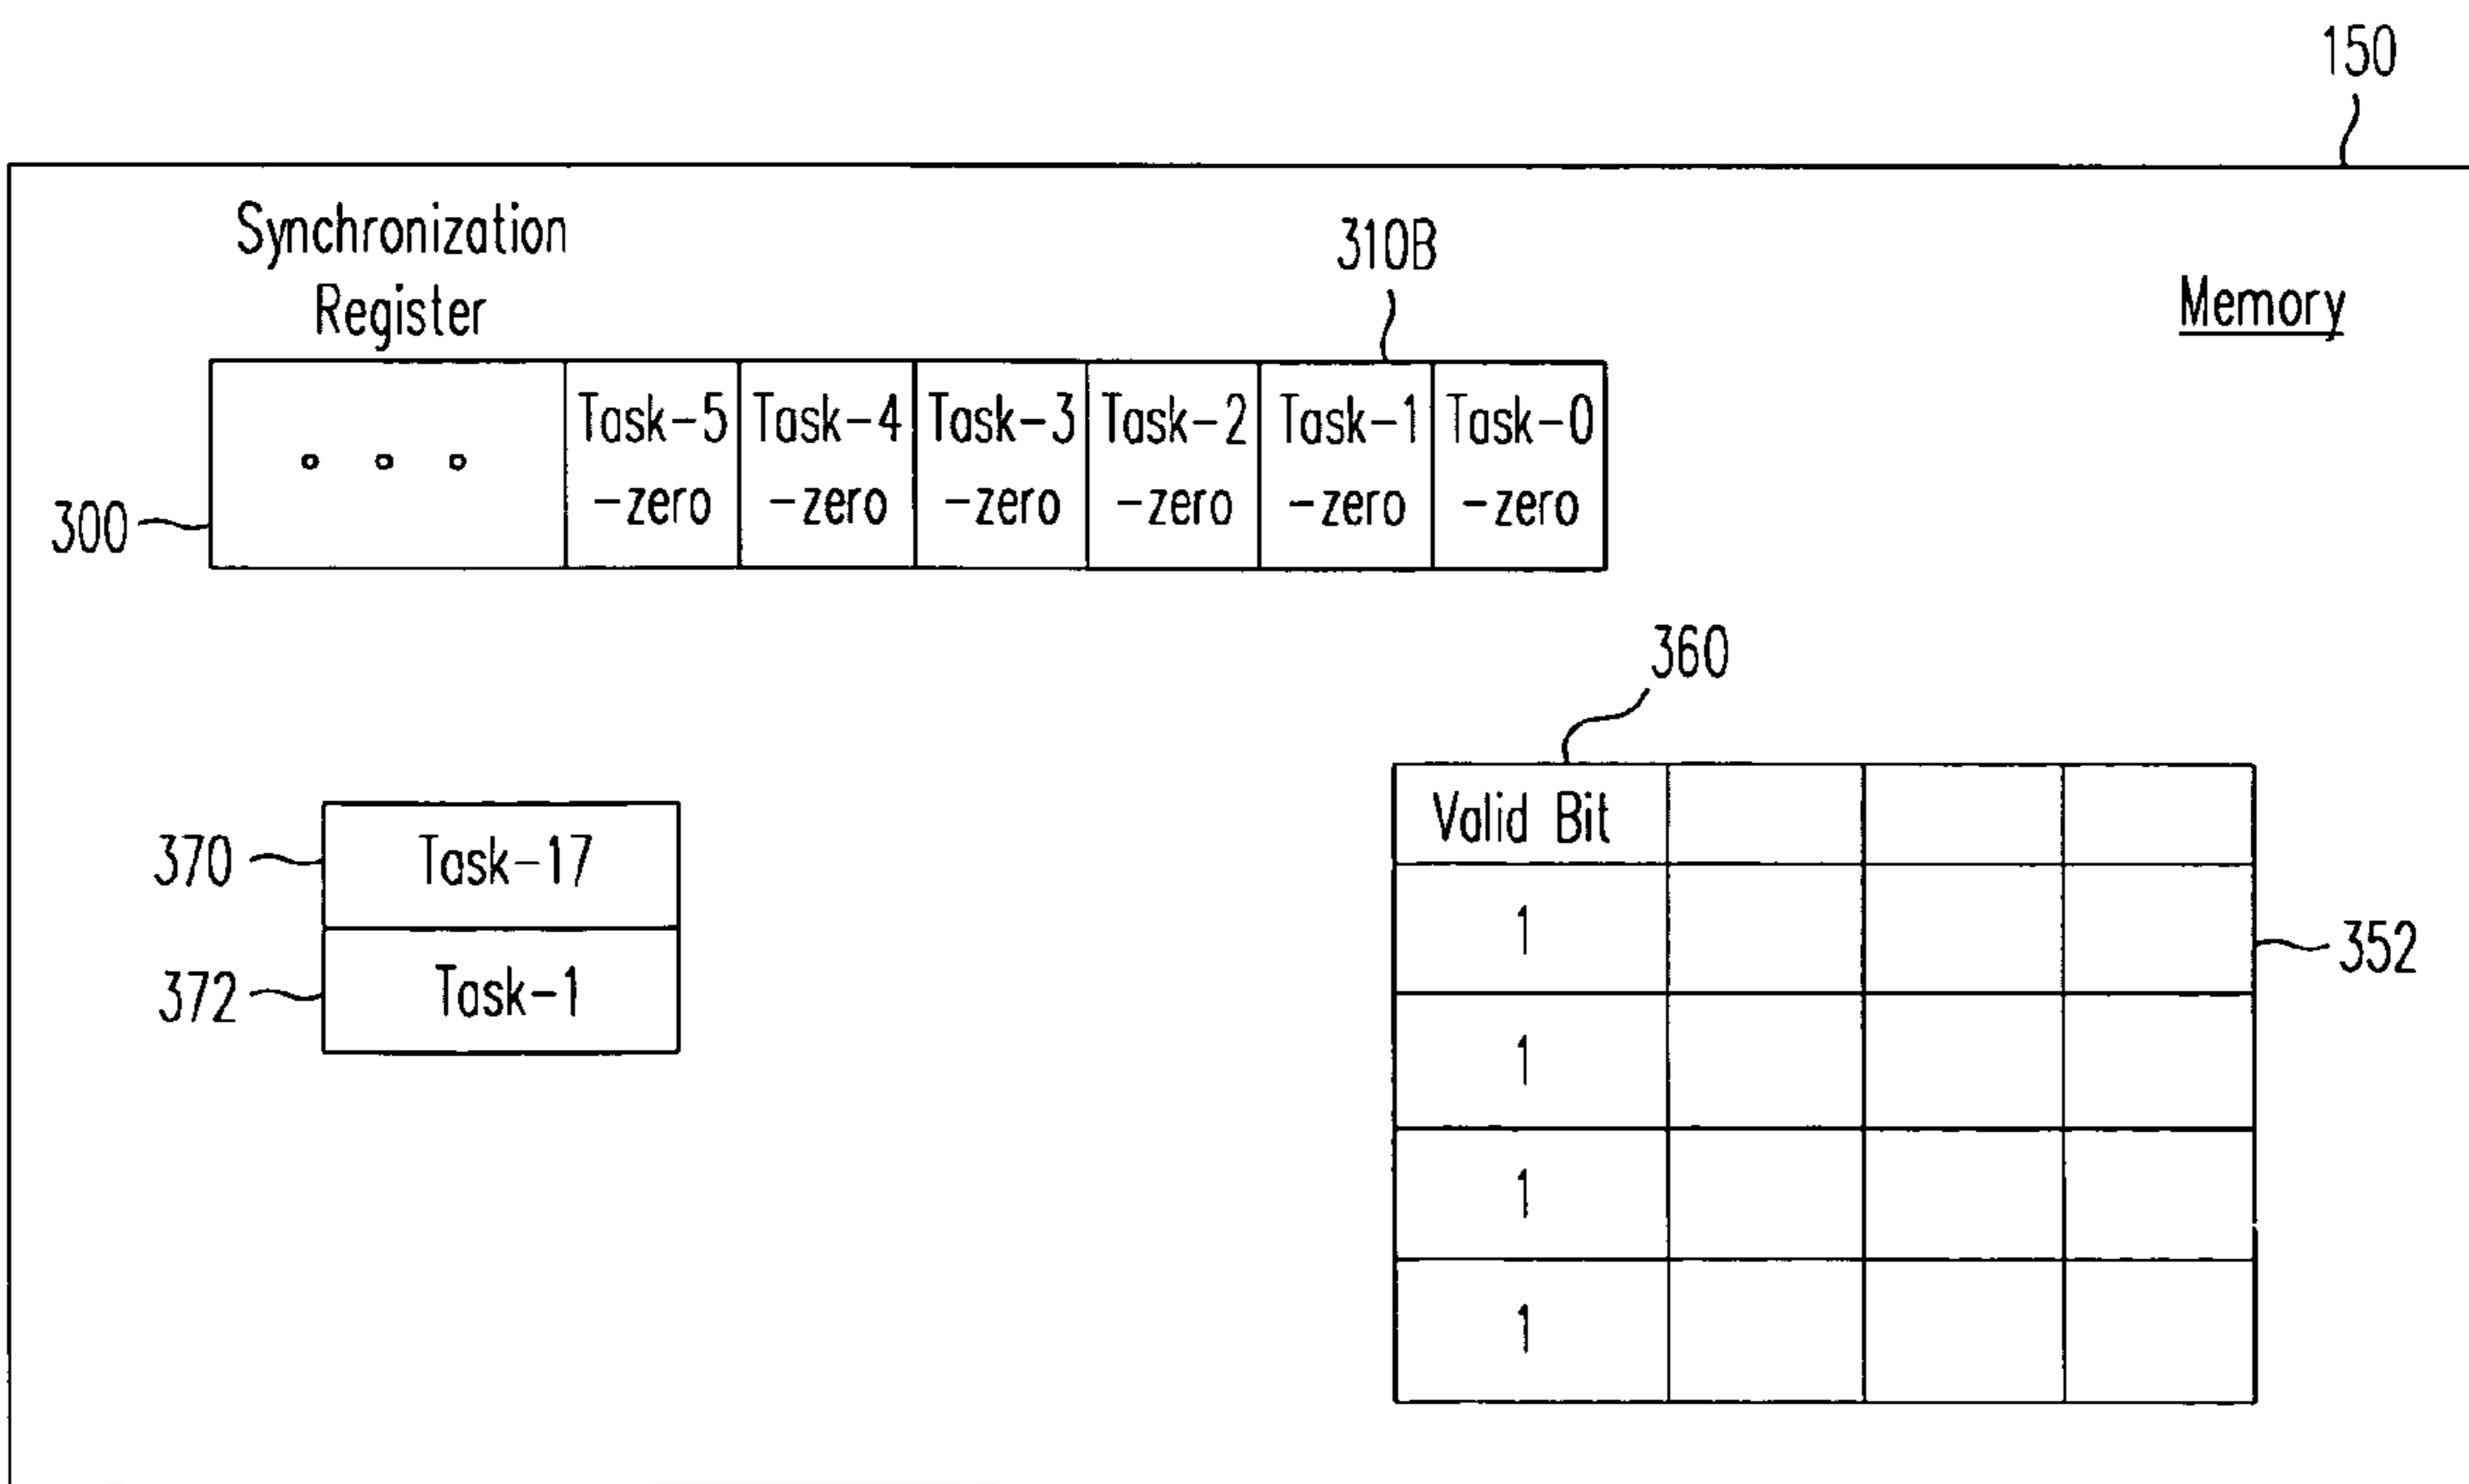 150
Synchronization
Register
310B
Memory
Task-5 Task-4 Task-3 Task-2 Task-1 Task-0
-zero -zero -zero -zero -zero -zero
300
360
Valid Bit
370 Task-17
1
352
372 Task-1
1
1
1